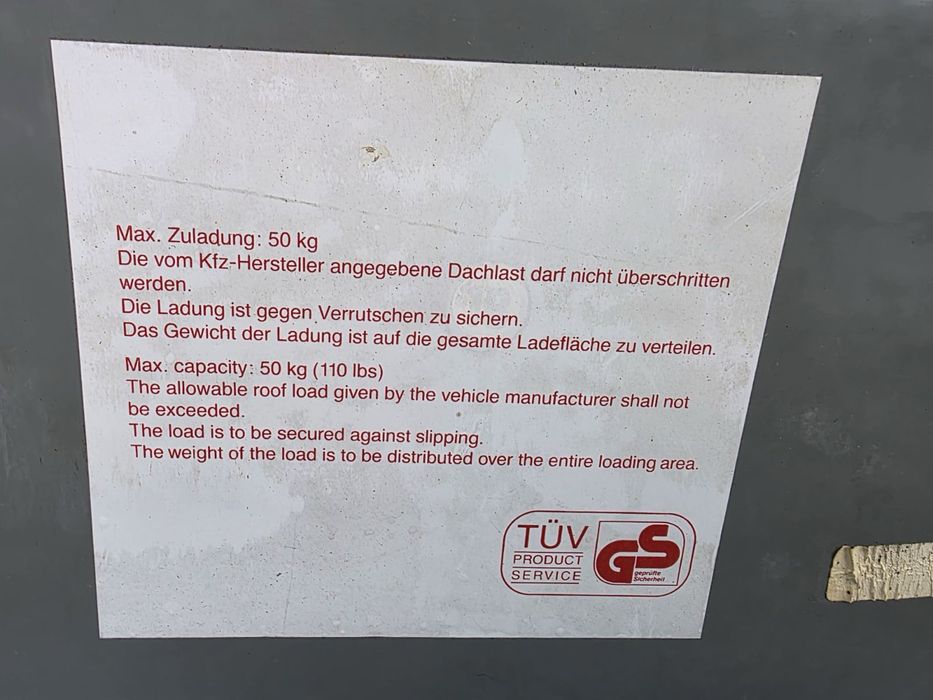 Max. Zuladung: 50 kg
Die vom Kfz-Hersteller angegebene Dachlast darf nicht überschritten
werden.
Die Ladung ist gegen Verrutschen zu sichern.
Das Gewicht der Ladung ist auf die gesamte Ladefläche zu verteilen.
Max. capacity: 50 kg (110 lbs)
The allowable roof load given by the vehicle manufacturer shall not
be exceeded.
The load is to be secured against slipping.
The weight of the load is to be distributed over the entire loading area.
TÜV
PRODUCT
SERVICE
GS
geprüfte
Sicherheit